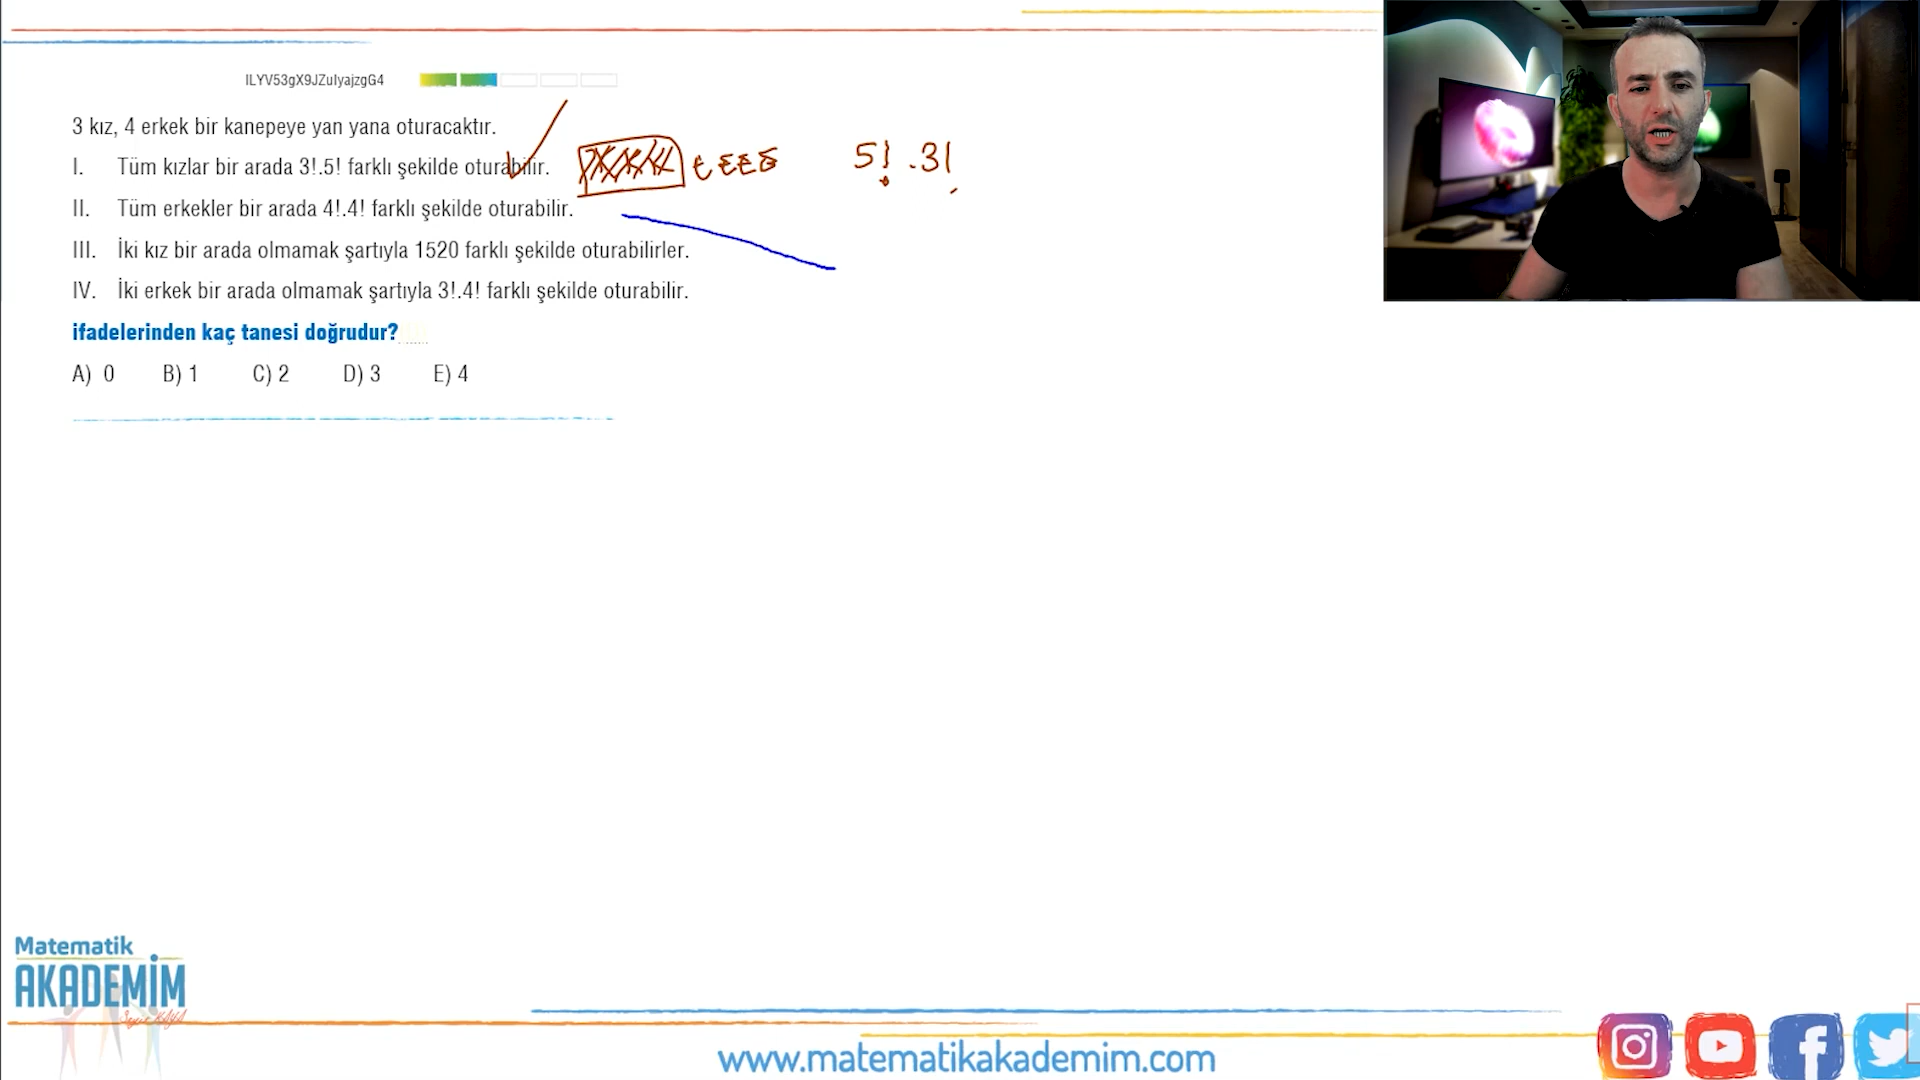 ILYV53gX9JZuIyajzgG4
3 kız, 4 erkek bir kanepeye yan yana oturacaktır.
I. Tüm kızlar bir arada 3!.5! farklı şekilde oturabilir.
EEEE 5! .3!
II. Tüm erkekler bir arada 4!.4! farklı şekilde oturabilir.
III. İki kız bir arada olmamak şartıyla 1520 farklı şekilde oturabilirler.
IV. İki erkek bir arada olmamak şartıyla 3!.4! farklı şekilde oturabilir.
ifadelerinden kaç tanesi doğrudur?
A) 0 B) 1 C) 2 D) 3 E) 4
Matematik
AKADEMİM
www.matematikakademim.com